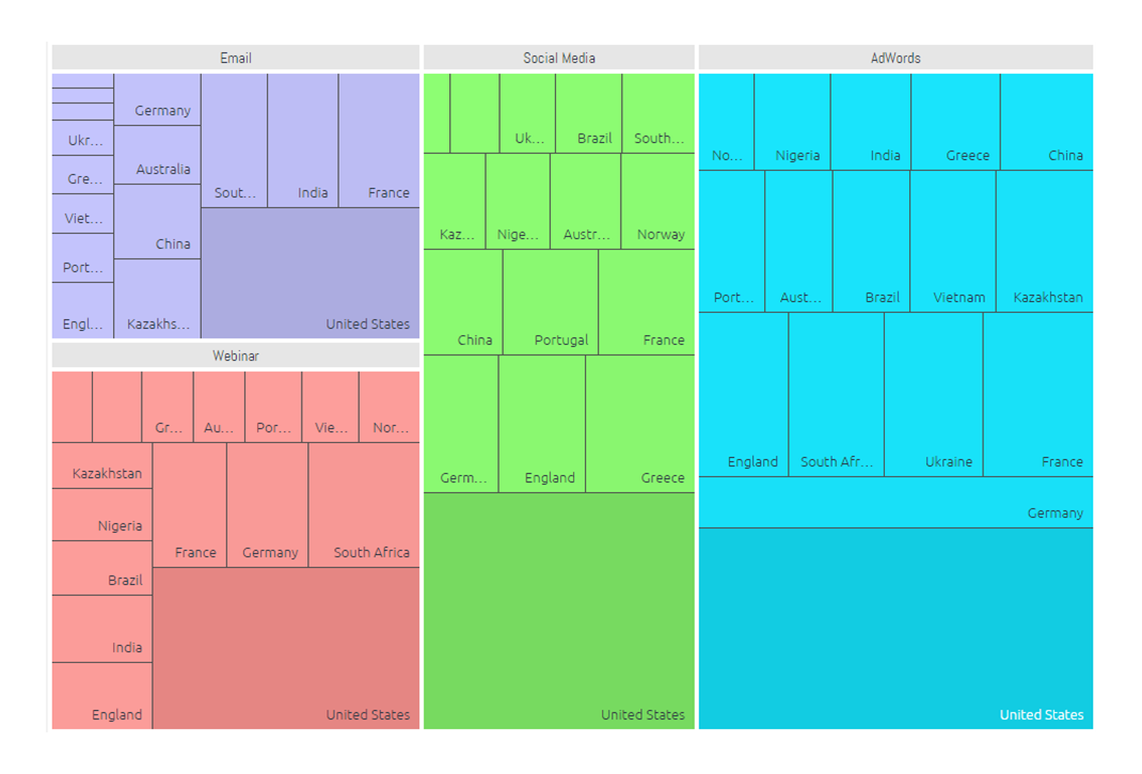 Email
Ukr...
Gre...
Viet...
Port...
Engl...
Germany
Australia
China
Kazakhs...
Sout...
India
France
United States
Webinar
Gr...
Au...
Por...
Vie...
Nor...
Kazakhstan
Nigeria
Brazil
India
England
France
Germany
South Africa
United States
Social Media
Uk...
Brazil
South...
Kaz...
Nige...
Austr...
Norway
China
Portugal
France
Germ...
England
Greece
United States
AdWords
No...
Nigeria
India
Greece
China
Port...
Aust...
Brazil
Vietnam
Kazakhstan
England
South Afr...
Ukraine
France
Germany
United States